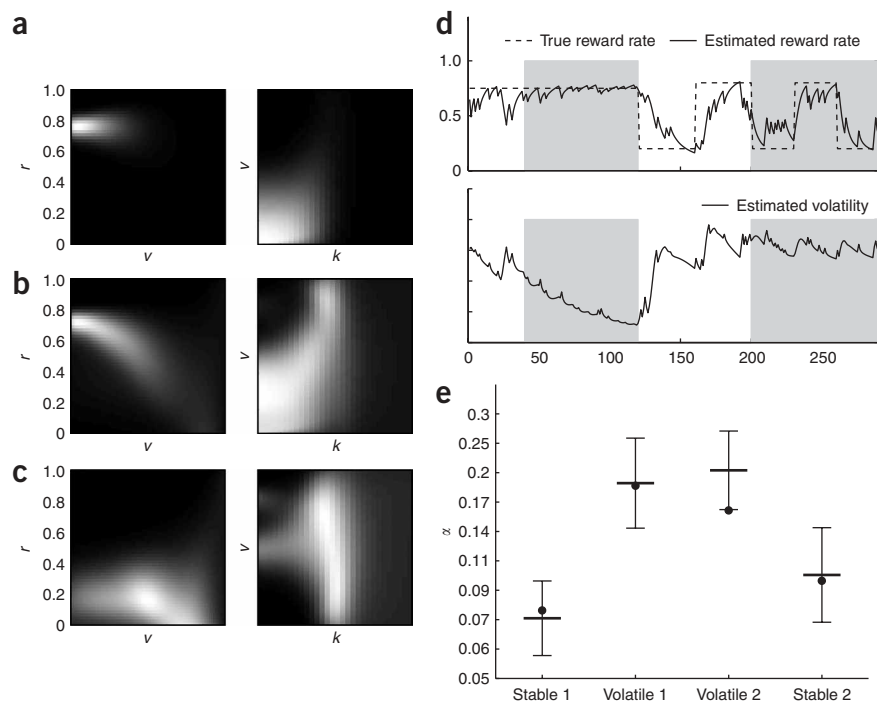 a
1.0
0.8
0.6
0.4
0.2
0
r
v
v
k
b
1.0
0.8
0.6
0.4
0.2
0
r
v
v
k
c
1.0
0.8
0.6
0.4
0.2
0
r
v
v
k
d
True reward rate
Estimated reward rate
1.0
0.5
0
Estimated volatility
0 50 100 150 200 250
e
0.3
0.25
0.2
0.17
0.14
0.11
0.09
0.07
0.06
0.05
α
Stable 1 Volatile 1 Volatile 2 Stable 2